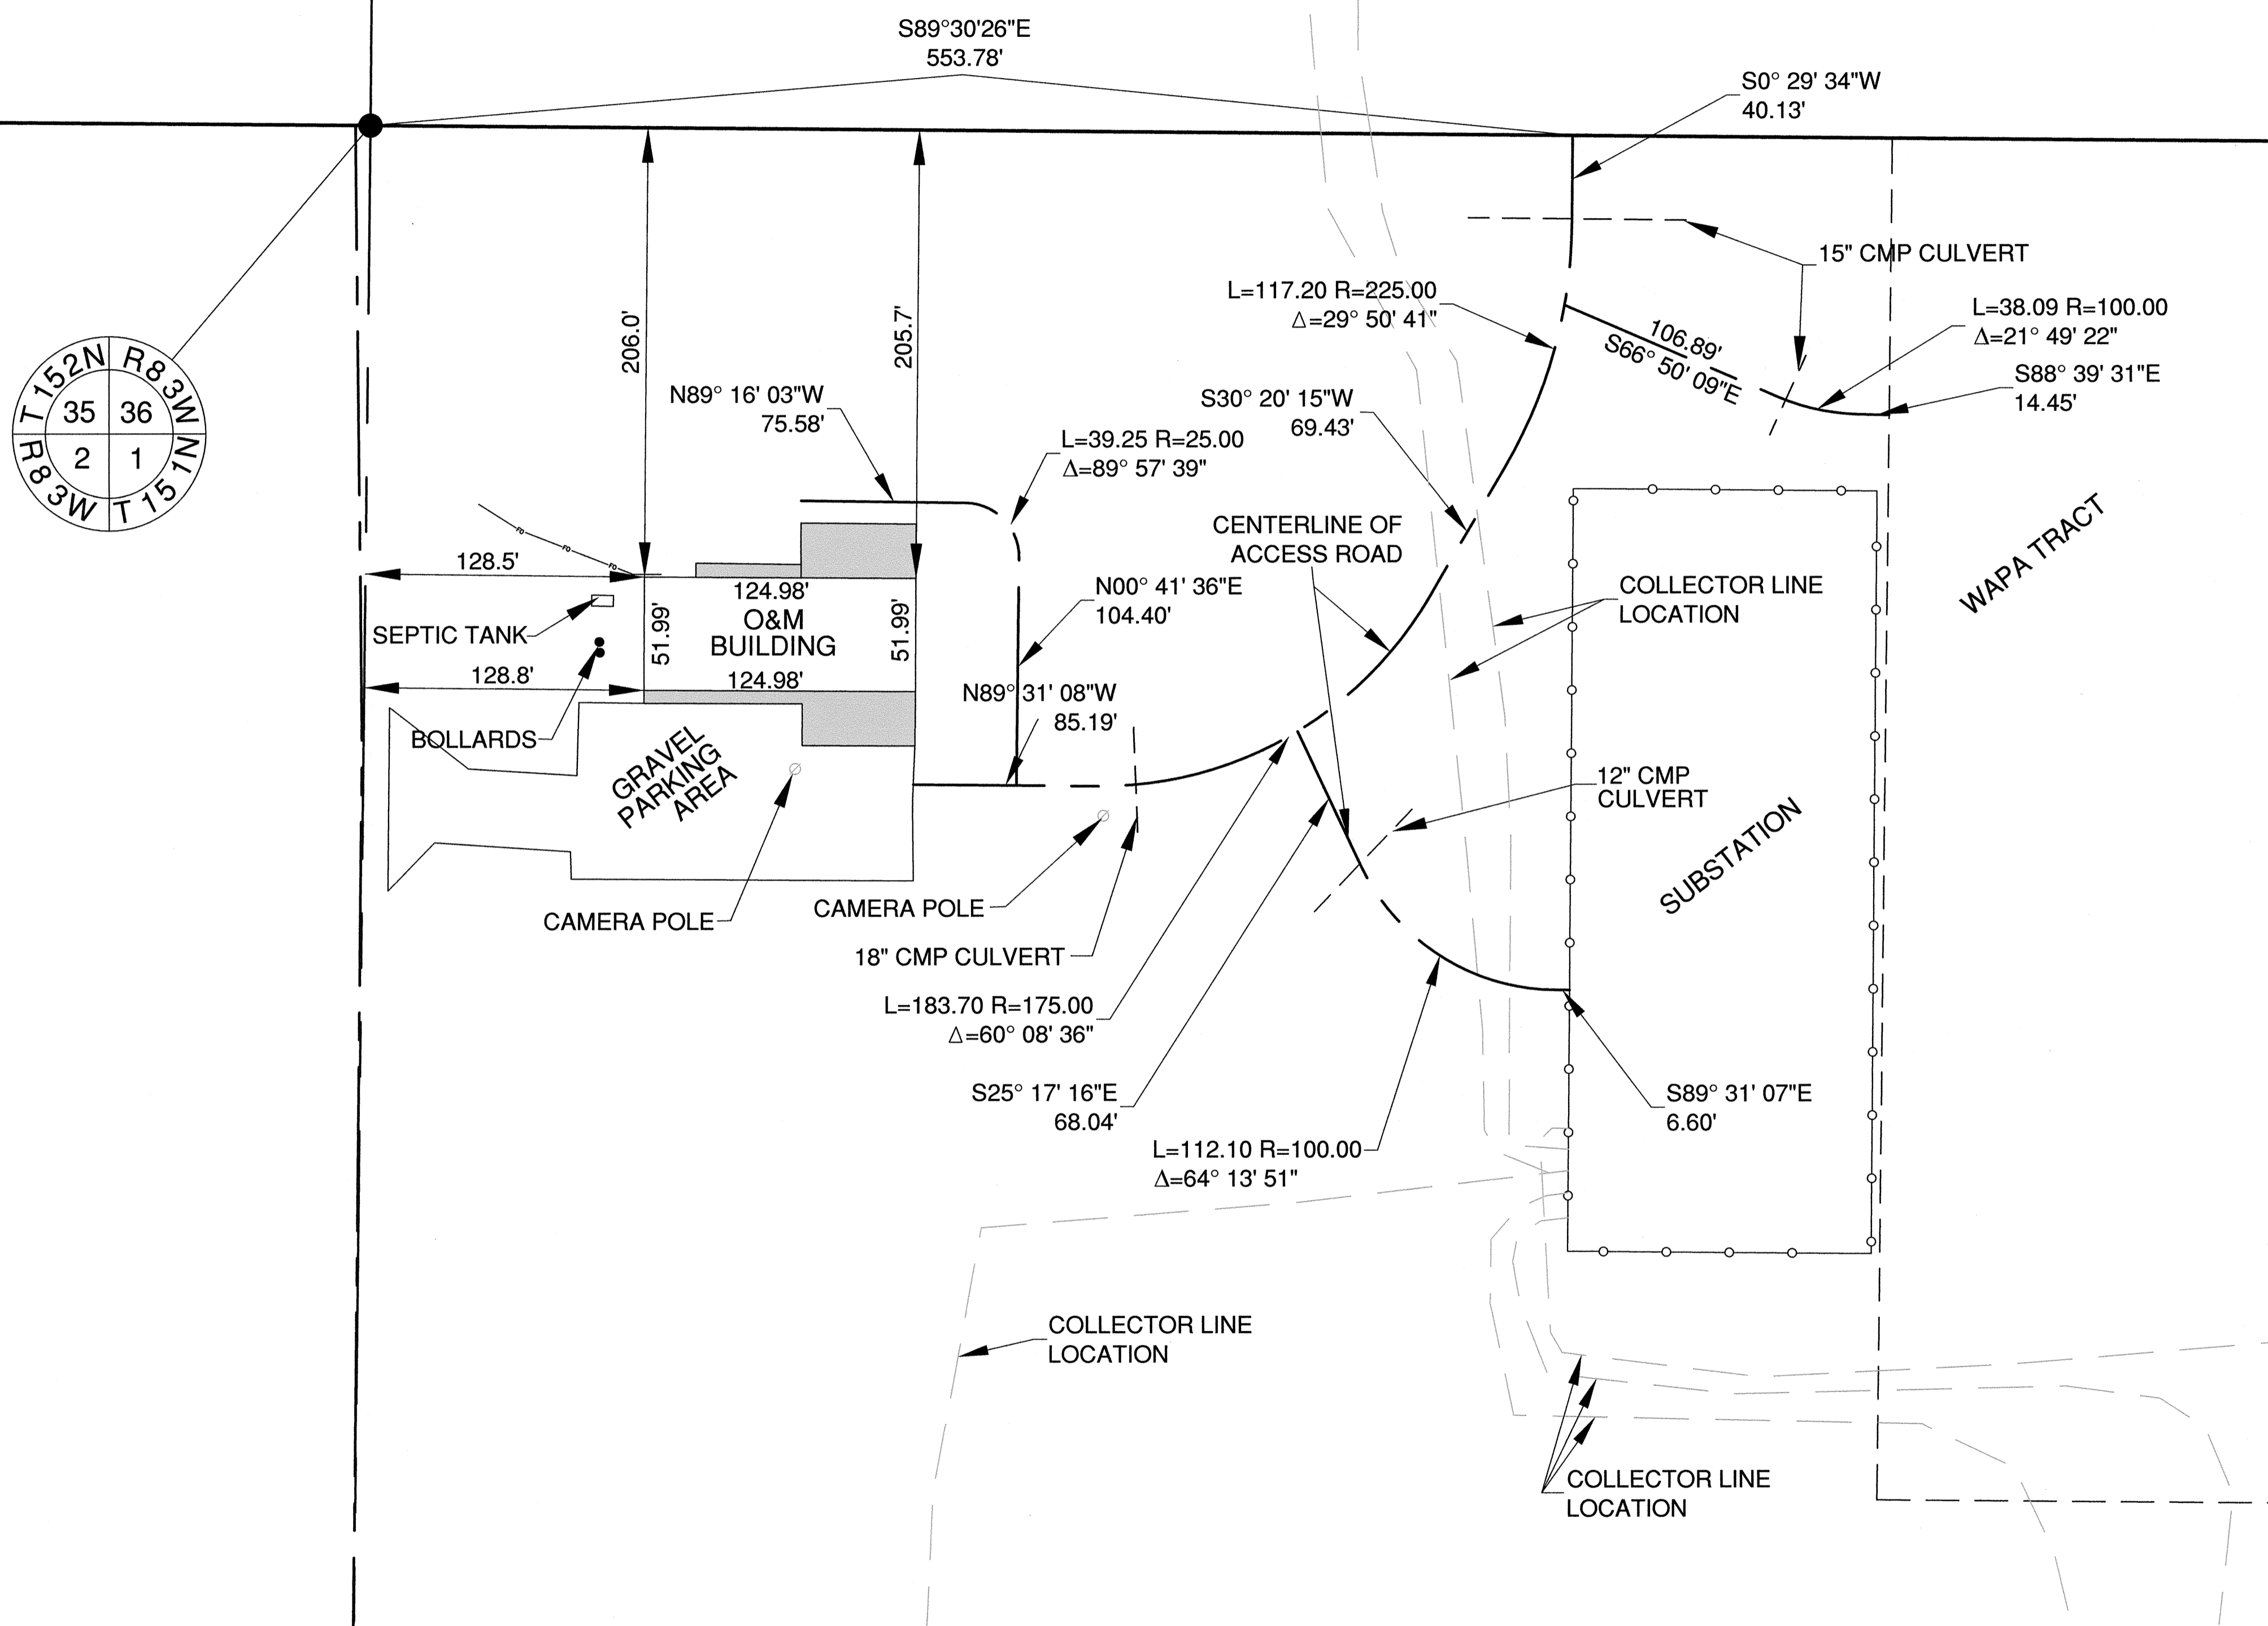 S89°30'26"E
553.78'
S0° 29' 34"W
40.13'
15" CMP CULVERT
L=117.20 R=225.00
Δ=29° 50' 41"
106.89'
S66° 50' 09"E
L=38.09 R=100.00
Δ=21° 49' 22"
S88° 39' 31"E
14.45'
206.0'
205.7'
T 152N R83W
35 36
2 1
R83W T 151N
N89° 16' 03"W
75.58'
S30° 20' 15"W
69.43'
L=39.25 R=25.00
Δ=89° 57' 39"
CENTERLINE OF
ACCESS ROAD
WAPA TRACT
FO
FO
FO
128.5'
124.98'
O&M
BUILDING
51.99'
51.99'
124.98'
SEPTIC TANK
128.8'
BOLLARDS
N00° 41' 36"E
104.40'
COLLECTOR LINE
LOCATION
N89° 31' 08"W
85.19'
GRAVEL
PARKING
AREA
12" CMP
CULVERT
SUBSTATION
CAMERA POLE
CAMERA POLE
18" CMP CULVERT
L=183.70 R=175.00
Δ=60° 08' 36"
S25° 17' 16"E
68.04'
S89° 31' 07"E
6.60'
L=112.10 R=100.00
Δ=64° 13' 51"
COLLECTOR LINE
LOCATION
COLLECTOR LINE
LOCATION